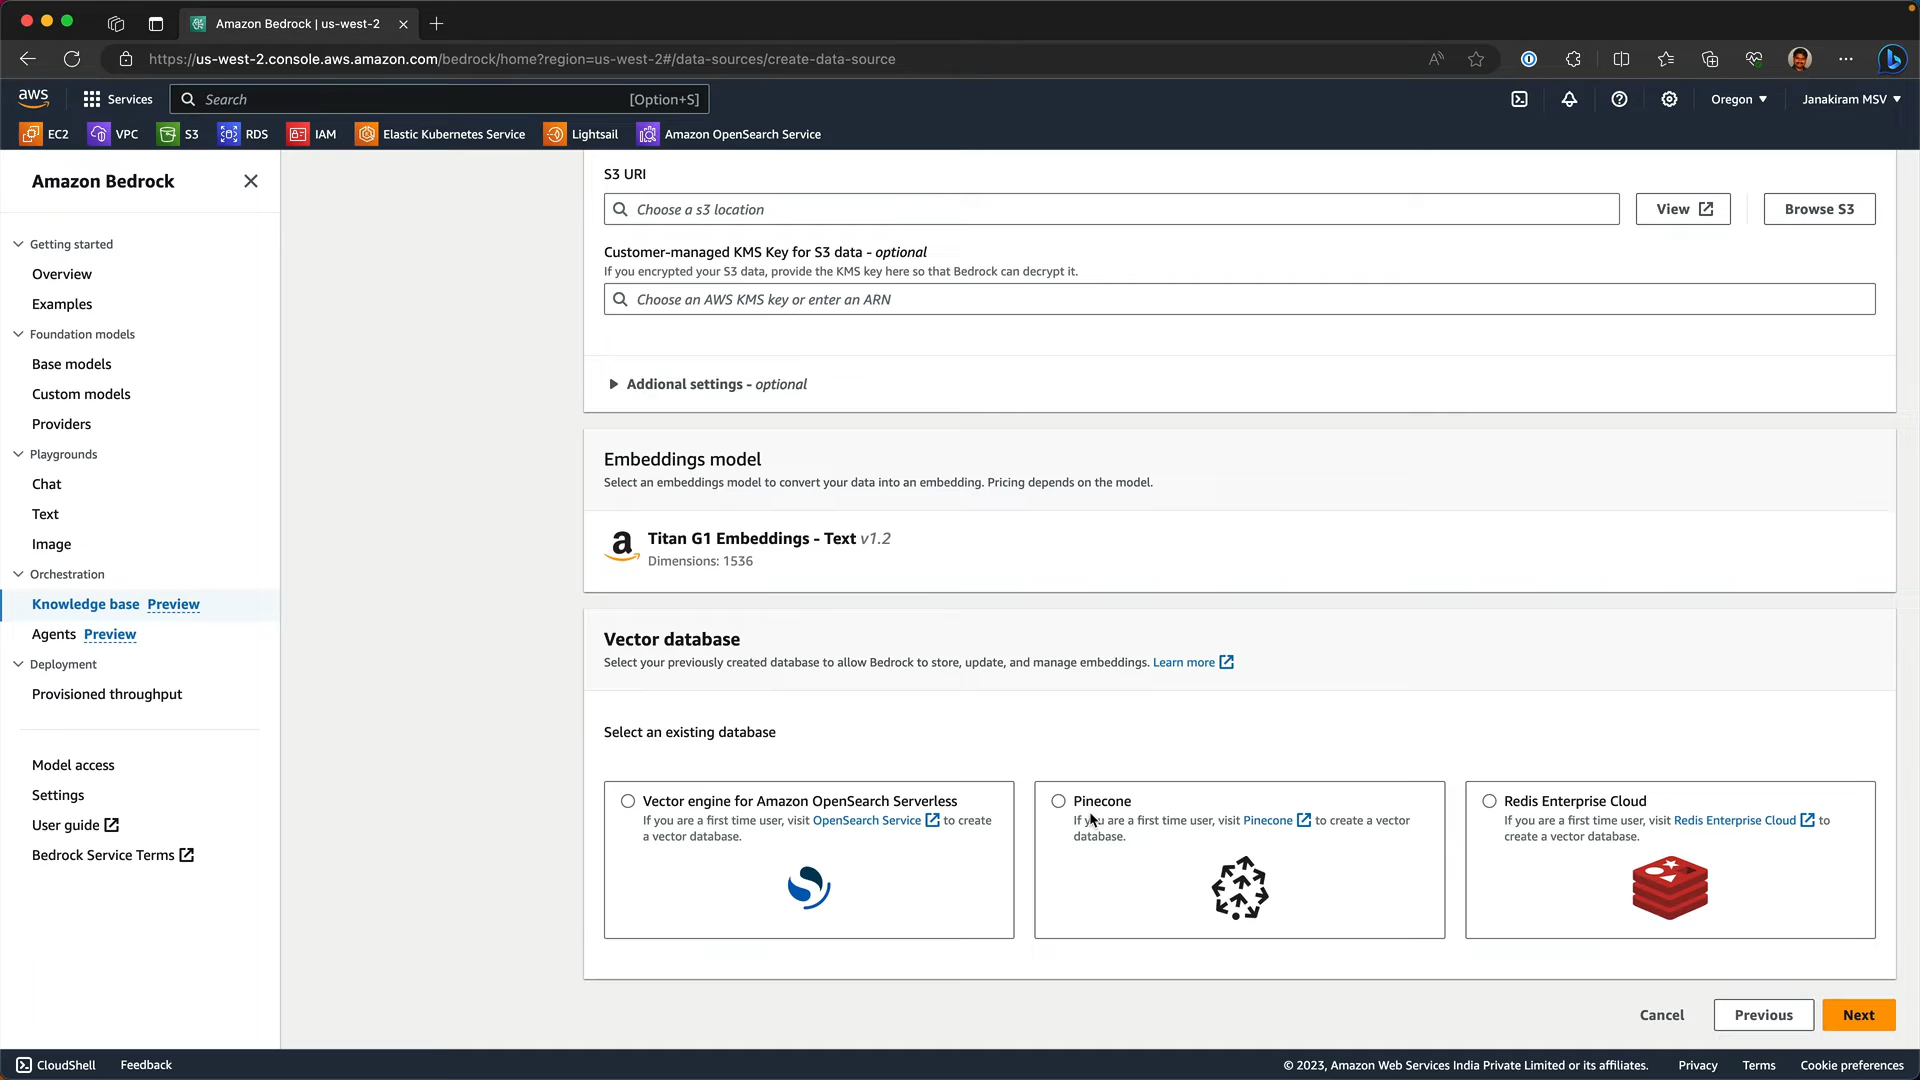 Amazon Bedrock | us-west-2
https://us-west-2.console.aws.amazon.com/bedrock/home?region=us-west-2#/data-sources/create-data-source
aws
Services
Search
[Option+S]
Oregon
Janakiram MSV
EC2
VPC
S3
RDS
IAM
Elastic Kubernetes Service
Lightsail
Amazon OpenSearch Service
Amazon Bedrock
Getting started
Overview
Examples
Foundation models
Base models
Custom models
Providers
Playgrounds
Chat
Text
Image
Orchestration
Knowledge base Preview
Agents Preview
Deployment
Provisioned throughput
Model access
Settings
User guide
Bedrock Service Terms
S3 URI
Choose a s3 location
View
Browse S3
Customer-managed KMS Key for S3 data - optional
If you encrypted your S3 data, provide the KMS key here so that Bedrock can decrypt it.
Choose an AWS KMS key or enter an ARN
Addional settings - optional
Embeddings model
Select an embeddings model to convert your data into an embedding. Pricing depends on the model.
a
Titan G1 Embeddings - Text v1.2
Dimensions: 1536
Vector database
Select your previously created database to allow Bedrock to store, update, and manage embeddings. Learn more
Select an existing database
Vector engine for Amazon OpenSearch Serverless
If you are a first time user, visit OpenSearch Service to create
a vector database.
Pinecone
If you are a first time user, visit Pinecone to create a vector
database.
Redis Enterprise Cloud
If you are a first time user, visit Redis Enterprise Cloud to
create a vector database.
Cancel
Previous
Next
CloudShell
Feedback
© 2023, Amazon Web Services India Private Limited or its affiliates.
Privacy
Terms
Cookie preferences